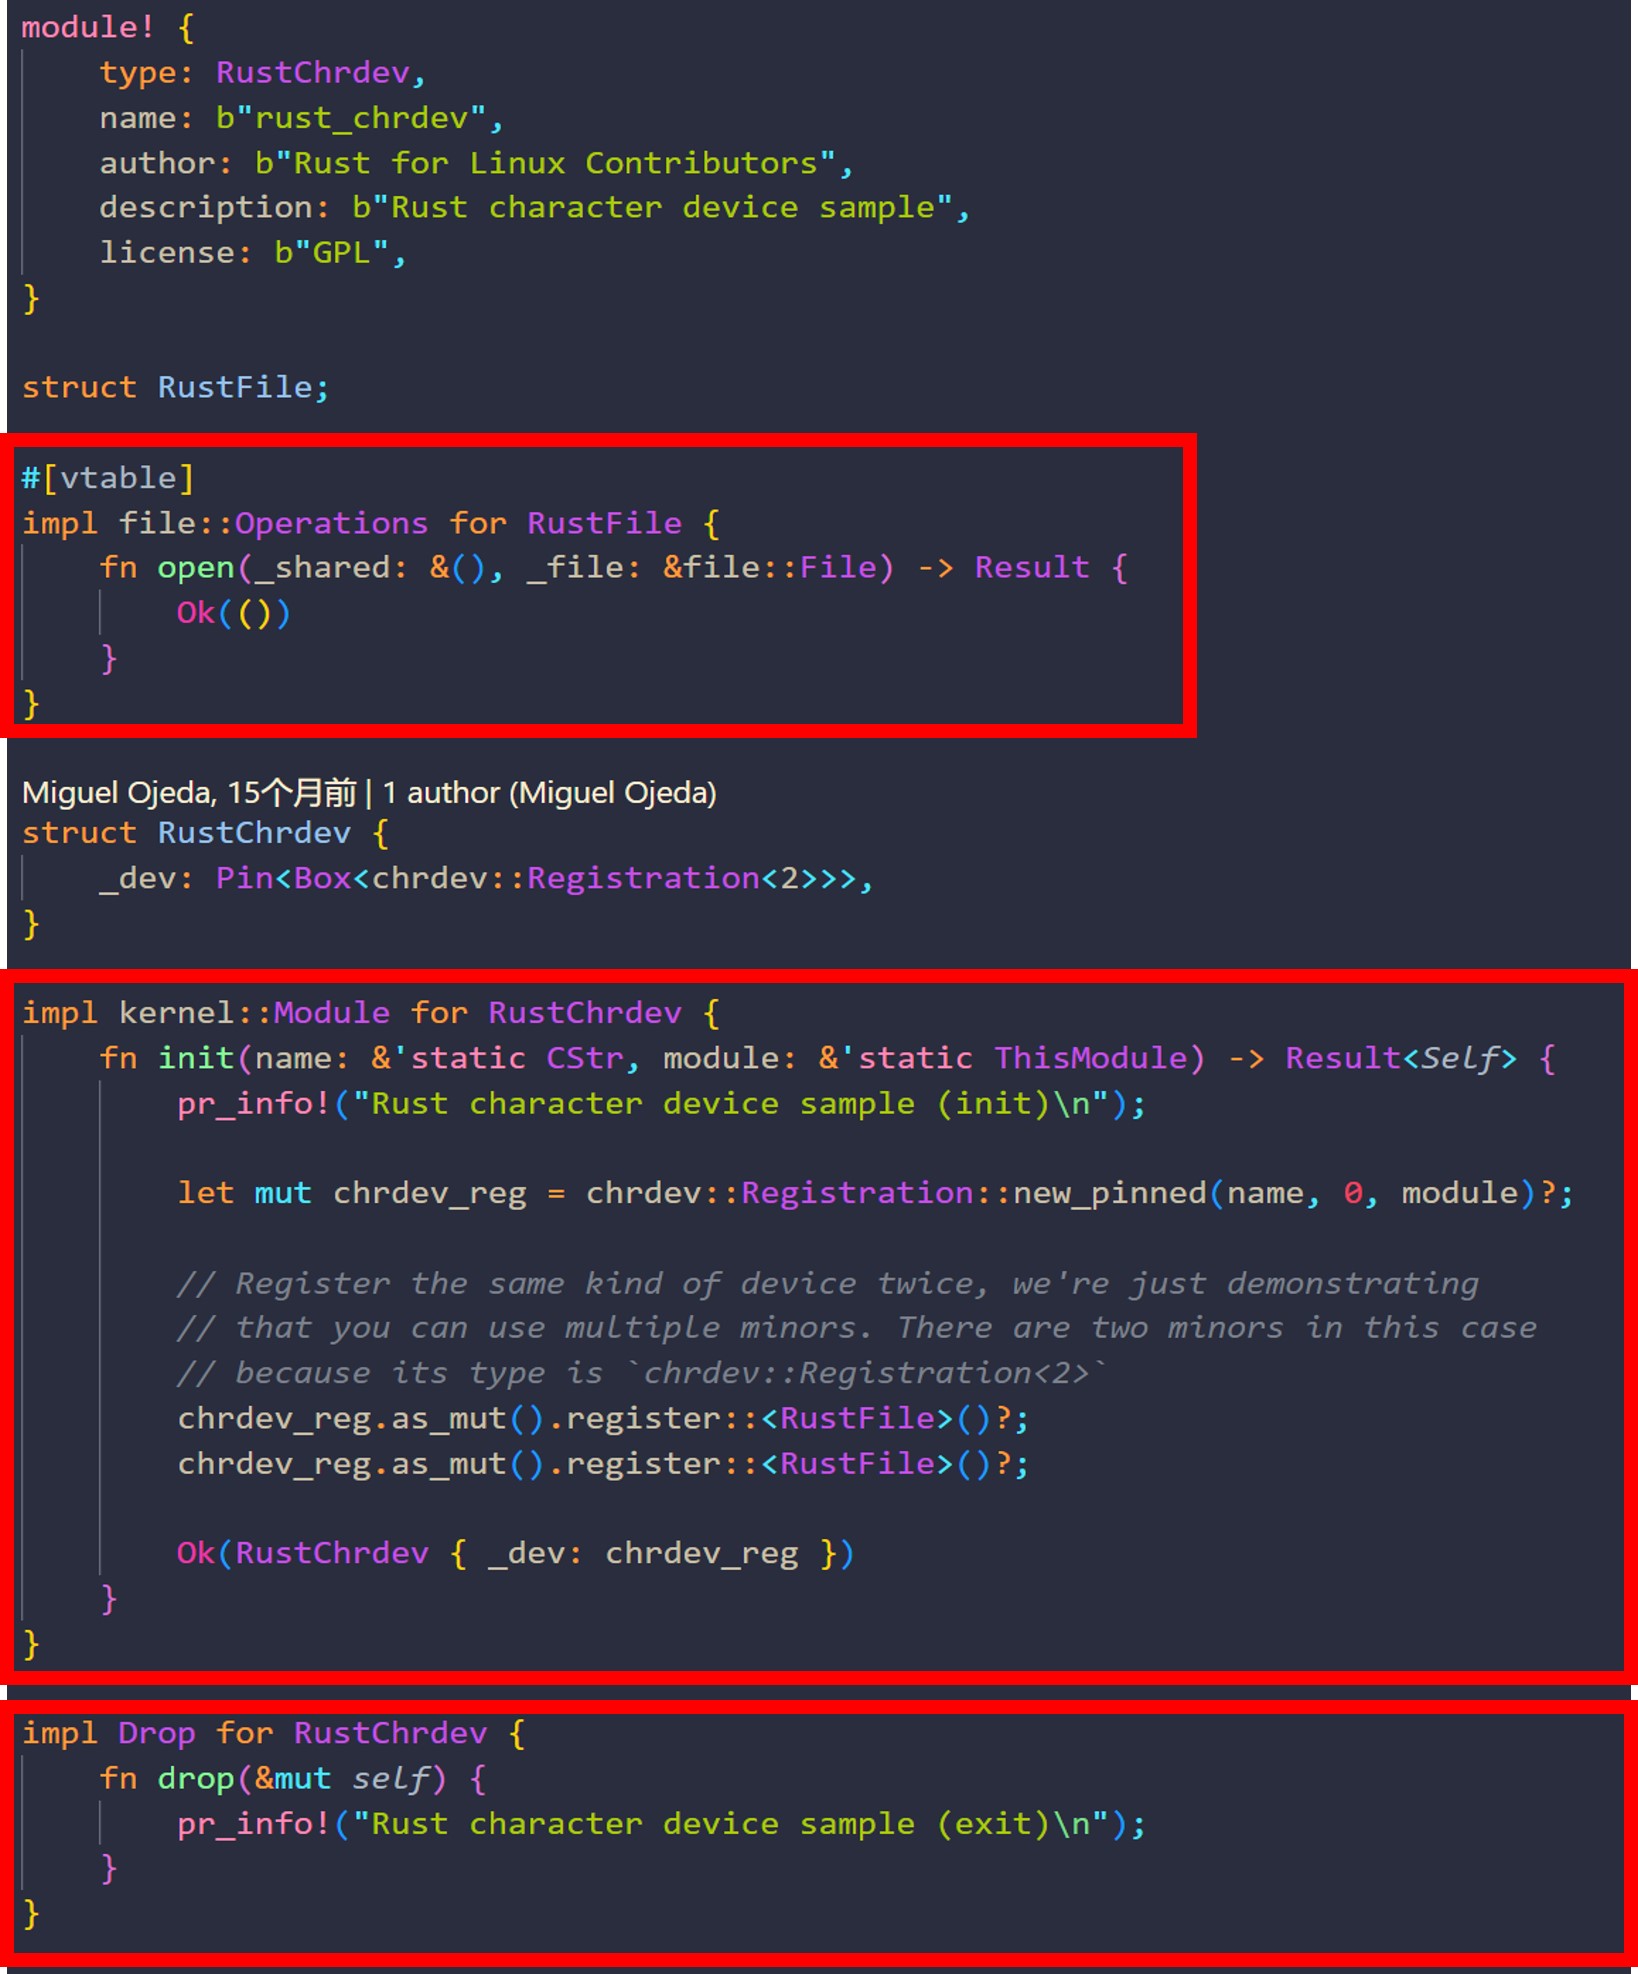 module! {
    type: RustChrdev,
    name: b"rust_chrdev",
    author: b"Rust for Linux Contributors",
    description: b"Rust character device sample",
    license: b"GPL",
}
struct RustFile;
#[vtable]
impl file::Operations for RustFile {
    fn open(_shared: &(), _file: &file::File) -> Result {
        Ok(())
    }
}
Miguel Ojeda, 15个月前 | 1 author (Miguel Ojeda)
struct RustChrdev {
    _dev: Pin<Box<chrdev::Registration<2>>>,
}
impl kernel::Module for RustChrdev {
    fn init(name: &'static CStr, module: &'static ThisModule) -> Result<Self> {
        pr_info!("Rust character device sample (init)\n");
        let mut chrdev_reg = chrdev::Registration::new_pinned(name, 0, module)?;
        // Register the same kind of device twice, we're just demonstrating
        // that you can use multiple minors. There are two minors in this case
        // because its type is `chrdev::Registration<2>`
        chrdev_reg.as_mut().register::<RustFile>()?;
        chrdev_reg.as_mut().register::<RustFile>()?;
        Ok(RustChrdev { _dev: chrdev_reg })
    }
}
impl Drop for RustChrdev {
    fn drop(&mut self) {
        pr_info!("Rust character device sample (exit)\n");
    }
}